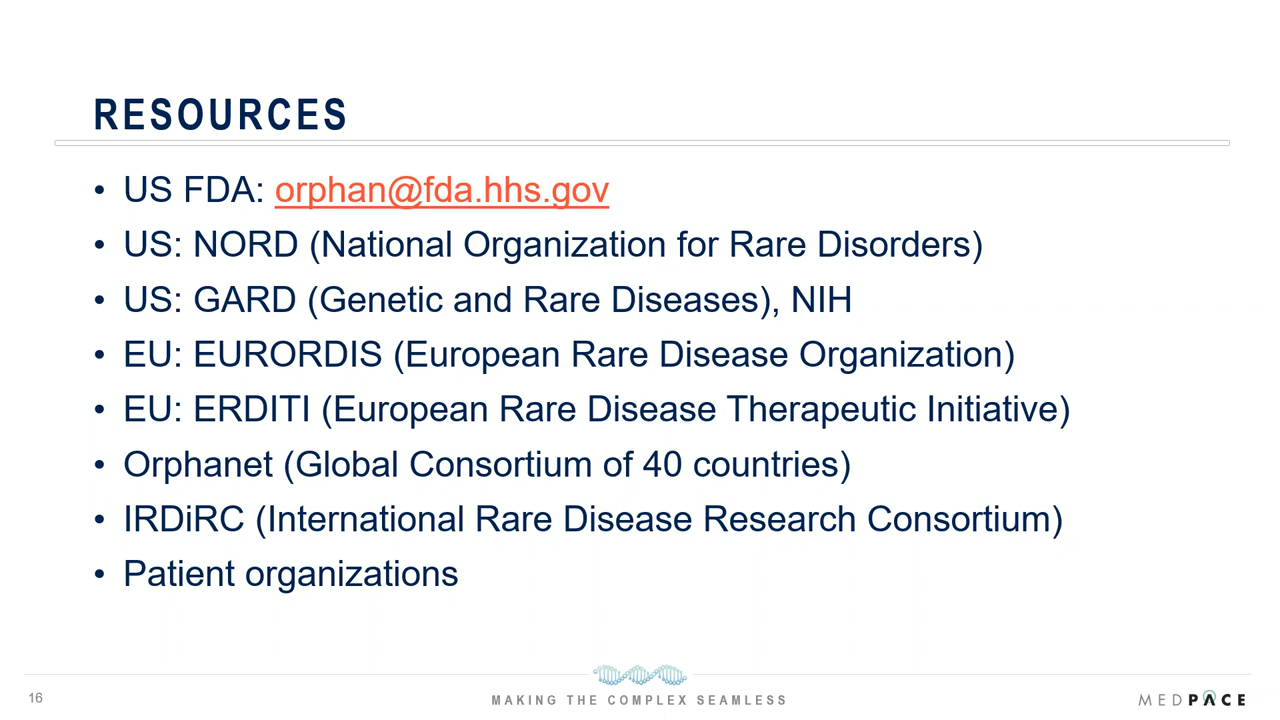 RESOURCES
• US FDA: orphan@fda.hhs.gov
• US: NORD (National Organization for Rare Disorders)
• US: GARD (Genetic and Rare Diseases), NIH
• EU: EURORDIS (European Rare Disease Organization)
• EU: ERDITI (European Rare Disease Therapeutic Initiative)
• Orphanet (Global Consortium of 40 countries)
• IRDiRC (International Rare Disease Research Consortium)
• Patient organizations
16
MAKING THE COMPLEX SEAMLESS
MEDPACE